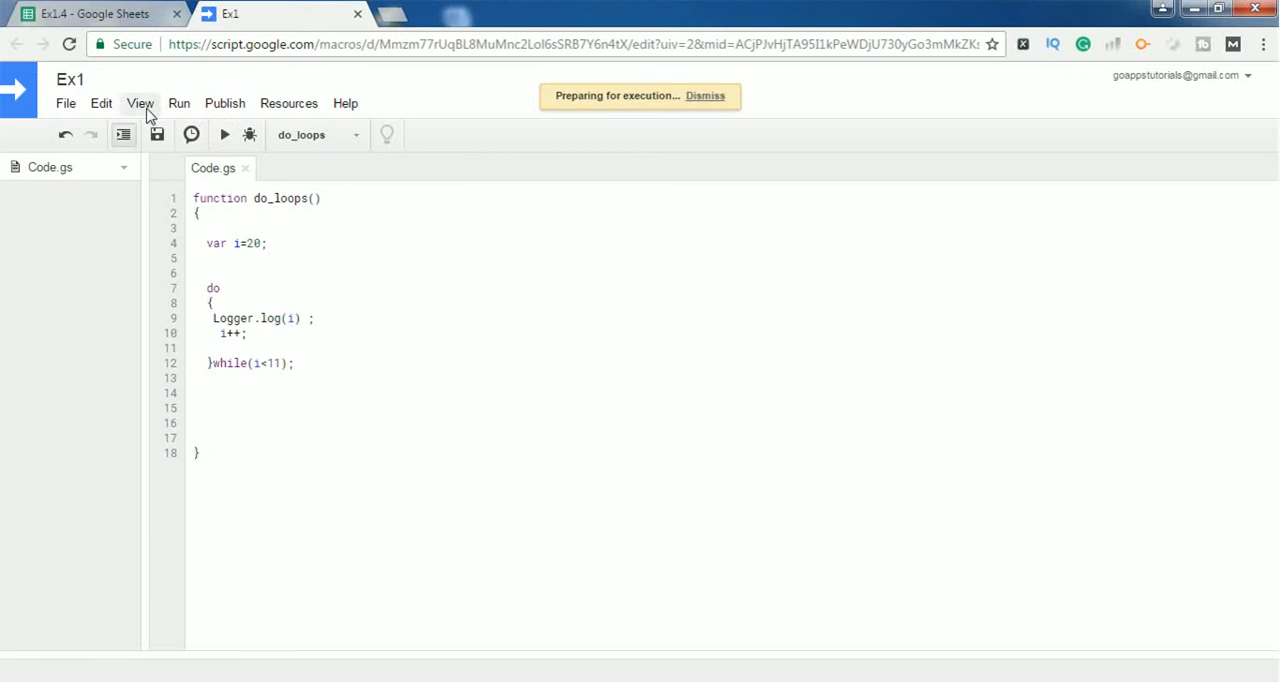 Ex1.4 - Google Sheets
Ex1
Secure
https://script.google.com/macros/d/Mmzm77rUqBL8MuMnc2Lol6sSRB7Y6n4tX/edit?uiv=2&mid=ACjPJvHjTA95I1kPeWDjU730yGo3mMkZKs
Ex1
Preparing for execution... Dismiss
goappstutorials@gmail.com
File Edit View Run Publish Resources Help
do_loops
Code.gs
Code.gs
1 function do_loops()
2 {
3
4 var i=20;
5
6
7 do
8 {
9 Logger.log(i) ;
10 i++;
11
12 }while(i<11);
13
14
15
16
17
18 }